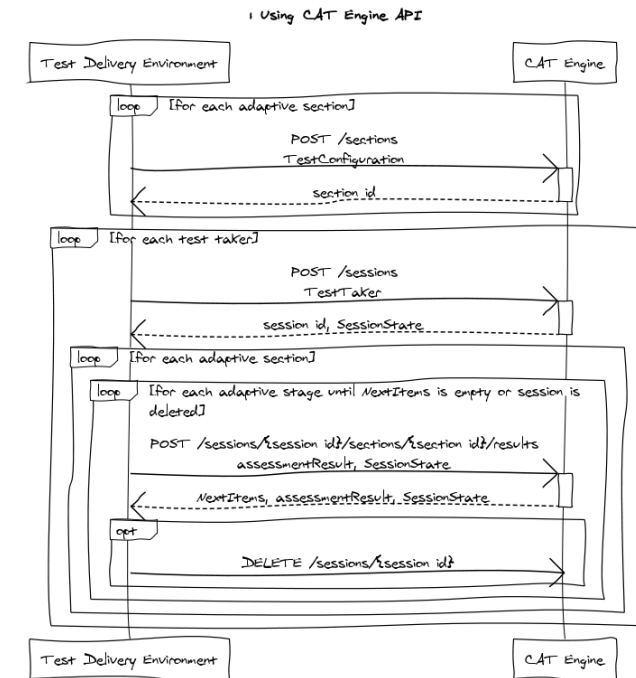 1 Using CAT Engine API
Test Delivery Environment
CAT Engine
loop [for each adaptive section]
POST /sections
TestConfiguration
section id
loop [for each test taker]
POST /sessions
TestTaker
session id, SessionState
loop [for each adaptive section]
loop [for each adaptive stage until NextItems is empty or session is
deleted]
POST /sessions/{session id}/sections/{section id}/results
assessmentResult, SessionState
NextItems, assessmentResult, SessionState
opt
DELETE /sessions/{session id}
Test Delivery Environment
CAT Engine